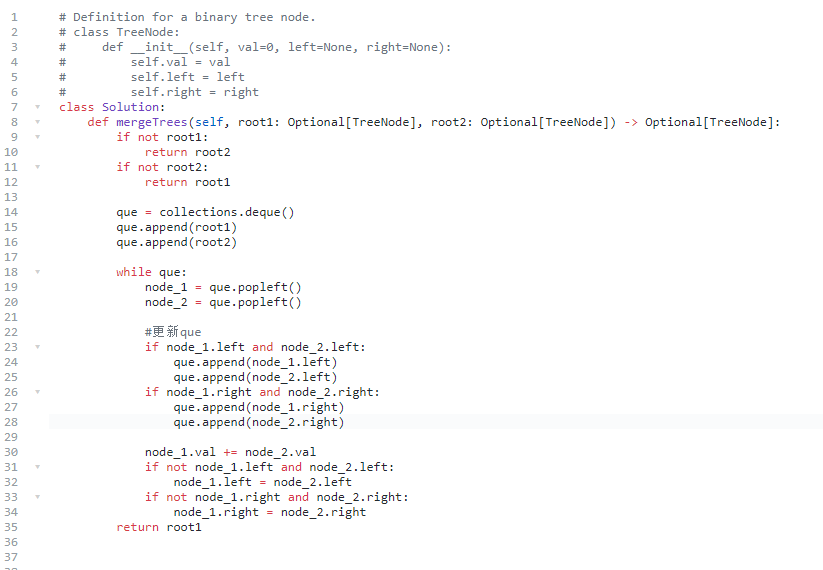 1 # Definition for a binary tree node.
2 # class TreeNode:
3 #     def __init__(self, val=0, left=None, right=None):
4 #         self.val = val
5 #         self.left = left
6 #         self.right = right
7 class Solution:
8     def mergeTrees(self, root1: Optional[TreeNode], root2: Optional[TreeNode]) -> Optional[TreeNode]:
9         if not root1:
10             return root2
11         if not root2:
12             return root1
13
14         que = collections.deque()
15         que.append(root1)
16         que.append(root2)
17
18         while que:
19             node_1 = que.popleft()
20             node_2 = que.popleft()
21
22             #更新que
23             if node_1.left and node_2.left:
24                 que.append(node_1.left)
25                 que.append(node_2.left)
26             if node_1.right and node_2.right:
27                 que.append(node_1.right)
28                 que.append(node_2.right)
29
30             node_1.val += node_2.val
31             if not node_1.left and node_2.left:
32                 node_1.left = node_2.left
33             if not node_1.right and node_2.right:
34                 node_1.right = node_2.right
35         return root1
36
37